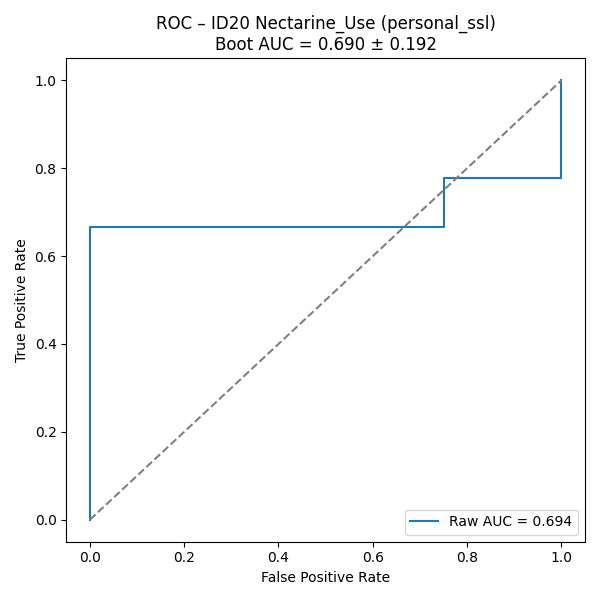 ROC – ID20 Nectarine_Use (personal_ssl)
Boot AUC = 0.690 ± 0.192
True Positive Rate
1.0
0.8
0.6
0.4
0.2
0.0
Raw AUC = 0.694
0.0 0.2 0.4 0.6 0.8 1.0
False Positive Rate